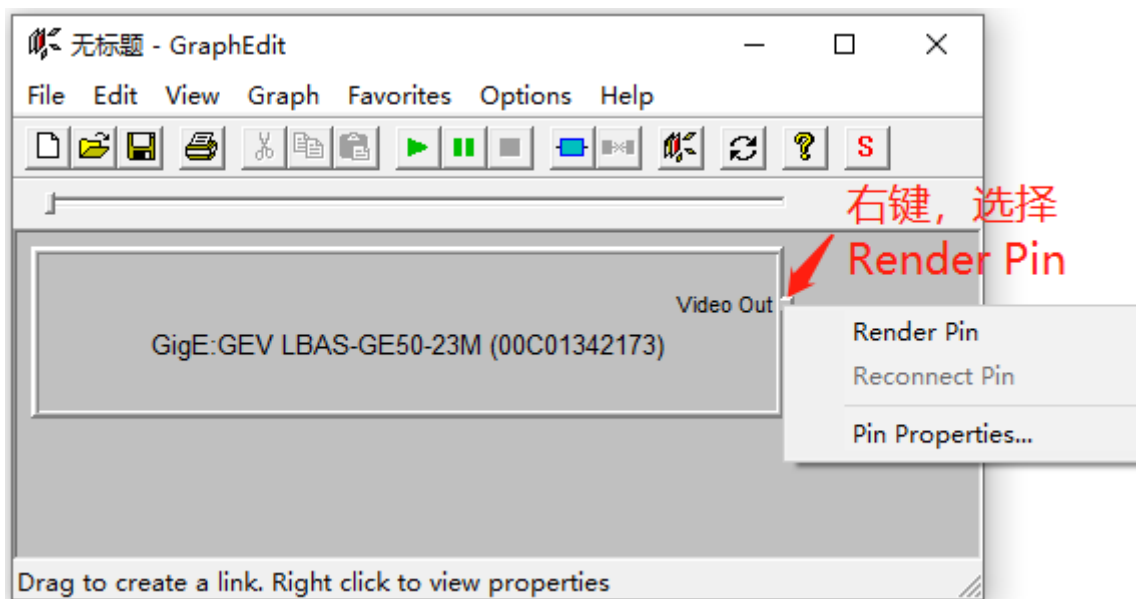 无标题 - GraphEdit
File Edit View Graph Favorites Options Help
S
右键，选择
Render Pin
Video Out
GigE:GEV LBAS-GE50-23M (00C01342173)
Render Pin
Reconnect Pin
Pin Properties...
Drag to create a link. Right click to view properties